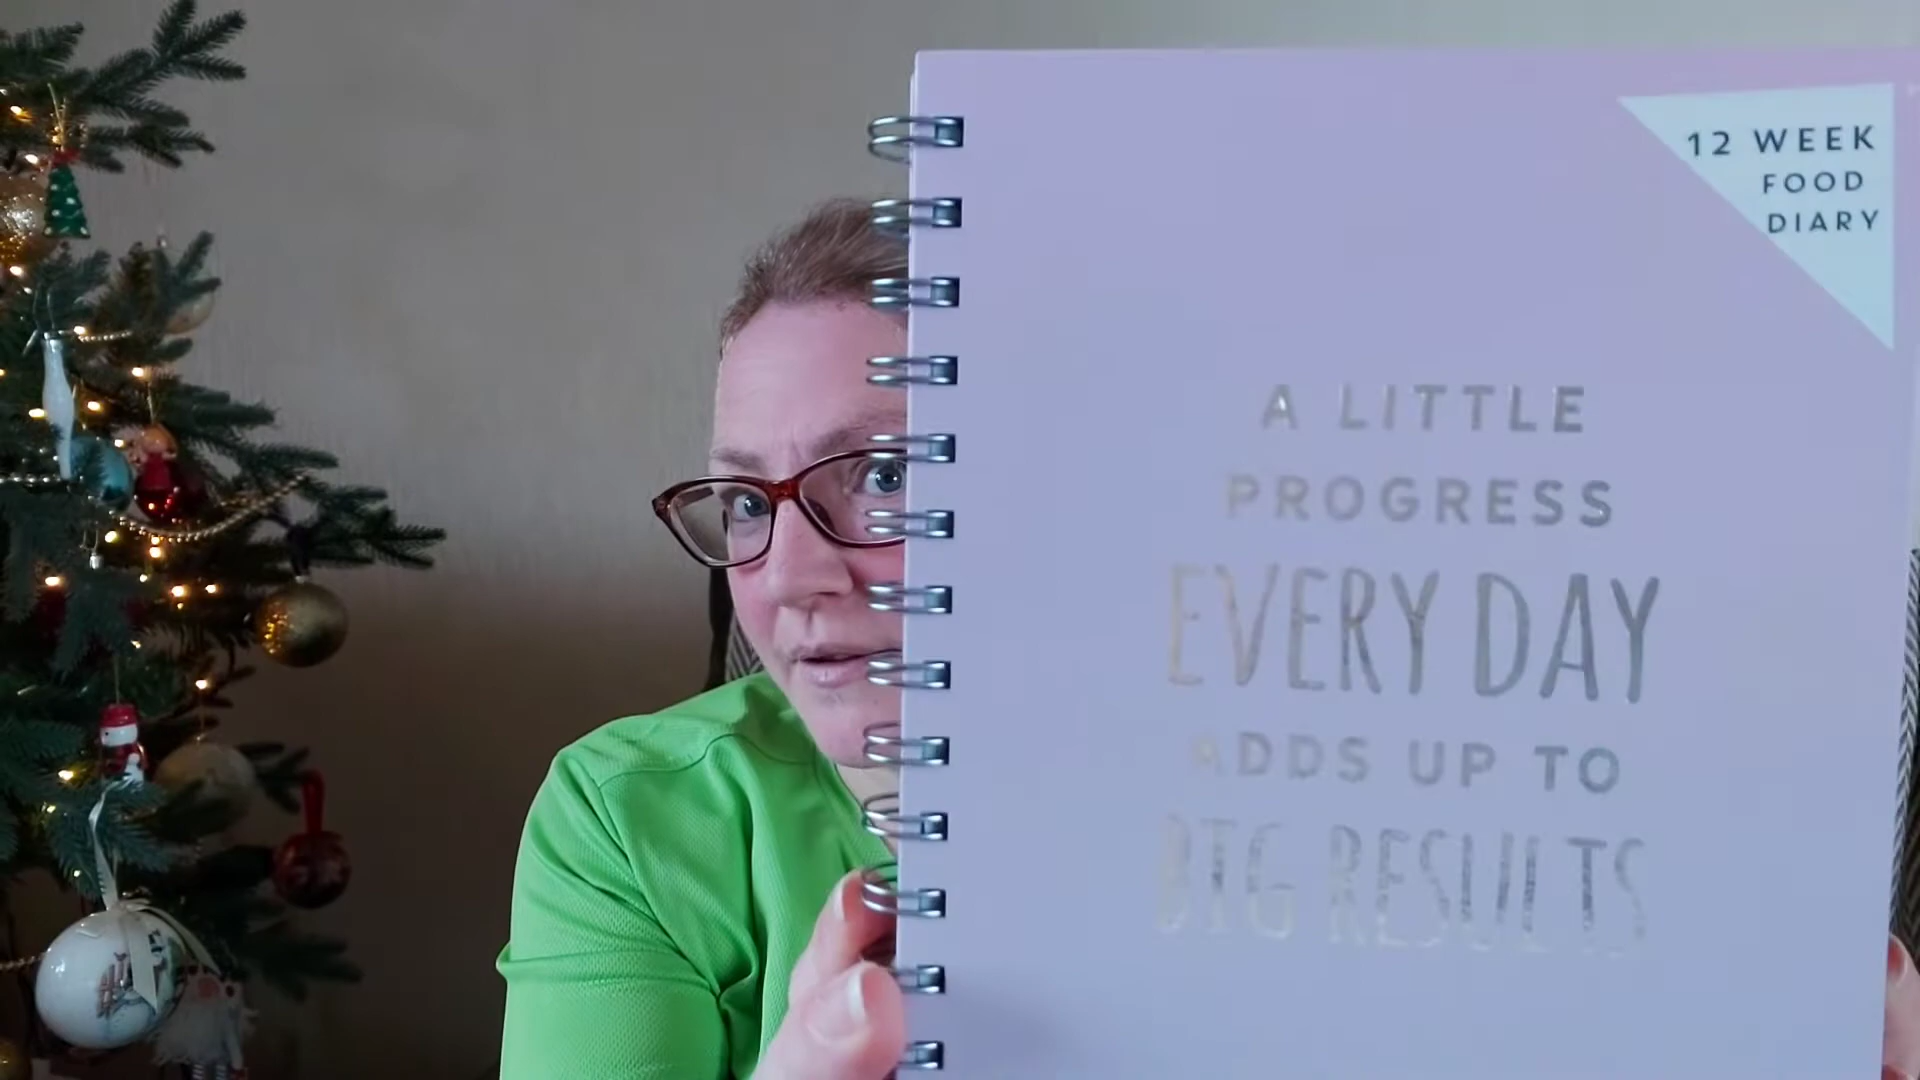 12 WEEK
FOOD
DIARY
A LITTLE
PROGRESS
EVERY DAY
ADDS UP TO
BIG RESULTS